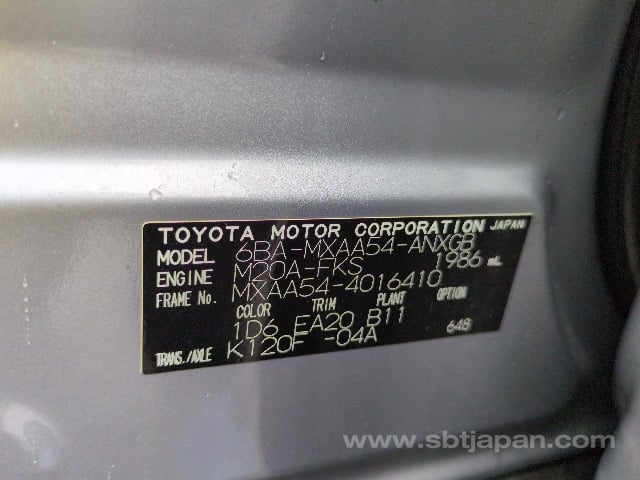 TOYOTA MOTOR CORPORATION JAPAN
MODEL 6BA-MXAA54-ANXGB
ENGINE M20A-FKS 1986 mL
FRAME No. MXAA54-4016410
COLOR TRIM PLANT OPTION
1D6 EA20 B11 648
TRANS./AXLE K120F -04A
www.sbtjapan.com